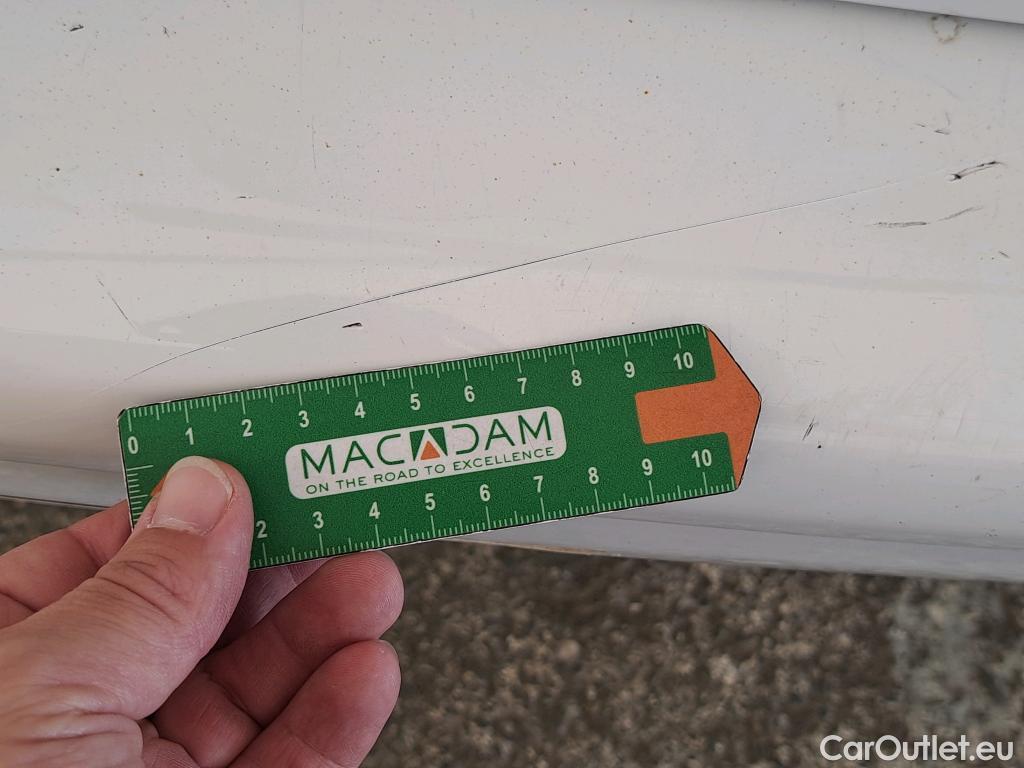 0 1 2 3 4 5 6 7 8 9 10
MACADAM
ON THE ROAD TO EXCELLENCE
2 3 4 5 6 7 8 9 10
CarOutlet.eu